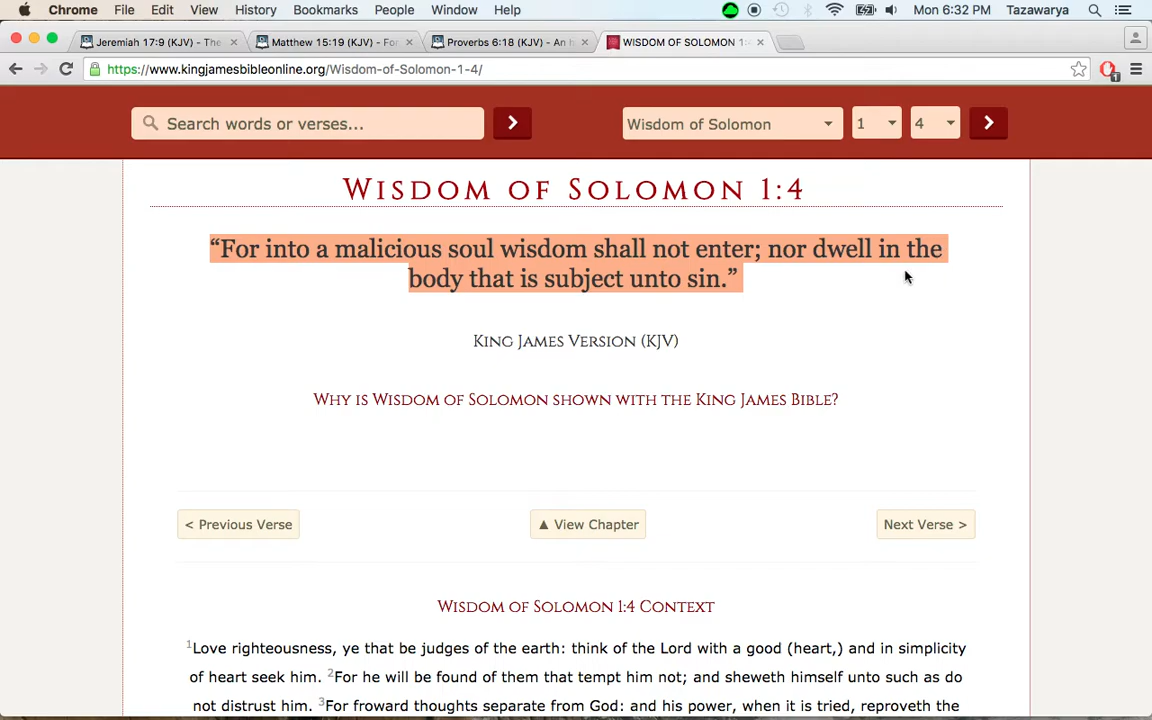 Chrome File Edit View History Bookmarks People Window Help Mon 6:32 PM Tazawarya
Jeremiah 17:9 (KJV) - The Matthew 15:19 (KJV) - For Proverbs 6:18 (KJV) - An h WISDOM OF SOLOMON 1:
https://www.kingjamesbibleonline.org/Wisdom-of-Solomon-1-4/ 1
Search words or verses... Wisdom of Solomon 1 4
WISDOM OF SOLOMON 1:4
“For into a malicious soul wisdom shall not enter; nor dwell in the
body that is subject unto sin.”
KING JAMES VERSION (KJV)
WHY IS WISDOM OF SOLOMON SHOWN WITH THE KING JAMES BIBLE?
< Previous Verse ▲ View Chapter Next Verse >
WISDOM OF SOLOMON 1:4 CONTEXT
1Love righteousness, ye that be judges of the earth: think of the Lord with a good (heart,) and in simplicity
of heart seek him. 2For he will be found of them that tempt him not; and sheweth himself unto such as do
not distrust him. 3For froward thoughts separate from God: and his power, when it is tried, reproveth the